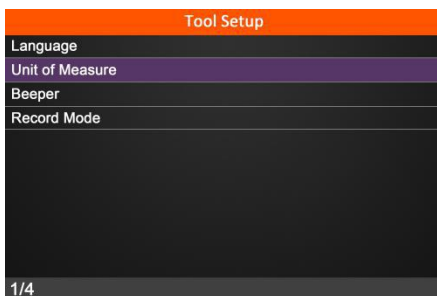 Tool Setup
Language
Unit of Measure
Beeper
Record Mode
1/4